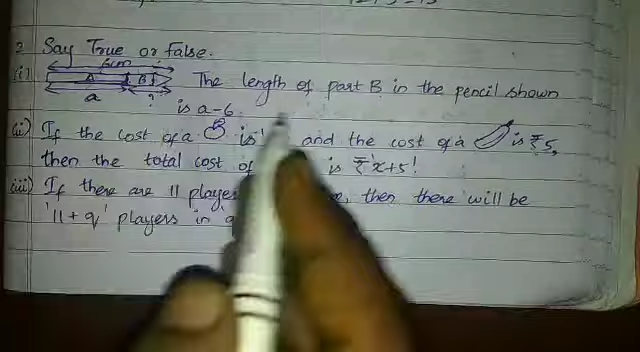 2. Say True or False.
6cm
(i) A B The length of part B in the pencil shown
a ?
is a-6.
(ii) If the cost of a is and the cost of a is ₹5,
then the total cost of is ₹'x+5'.
(iii) If there are 11 then there will be
'11+q' players in